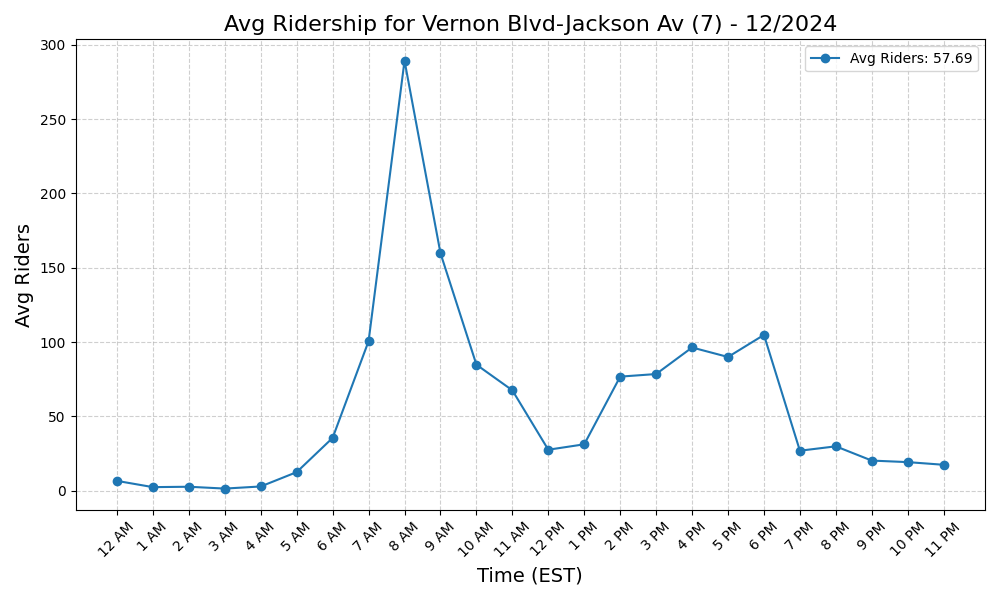 Avg Ridership for Vernon Blvd-Jackson Av (7) - 12/2024
Avg Riders: 57.69
Avg Riders
300
250
200
150
100
50
0
12 AM
1 AM
2 AM
3 AM
4 AM
5 AM
6 AM
7 AM
8 AM
9 AM
10 AM
11 AM
12 PM
1 PM
2 PM
3 PM
4 PM
5 PM
6 PM
7 PM
8 PM
9 PM
10 PM
11 PM
Time (EST)